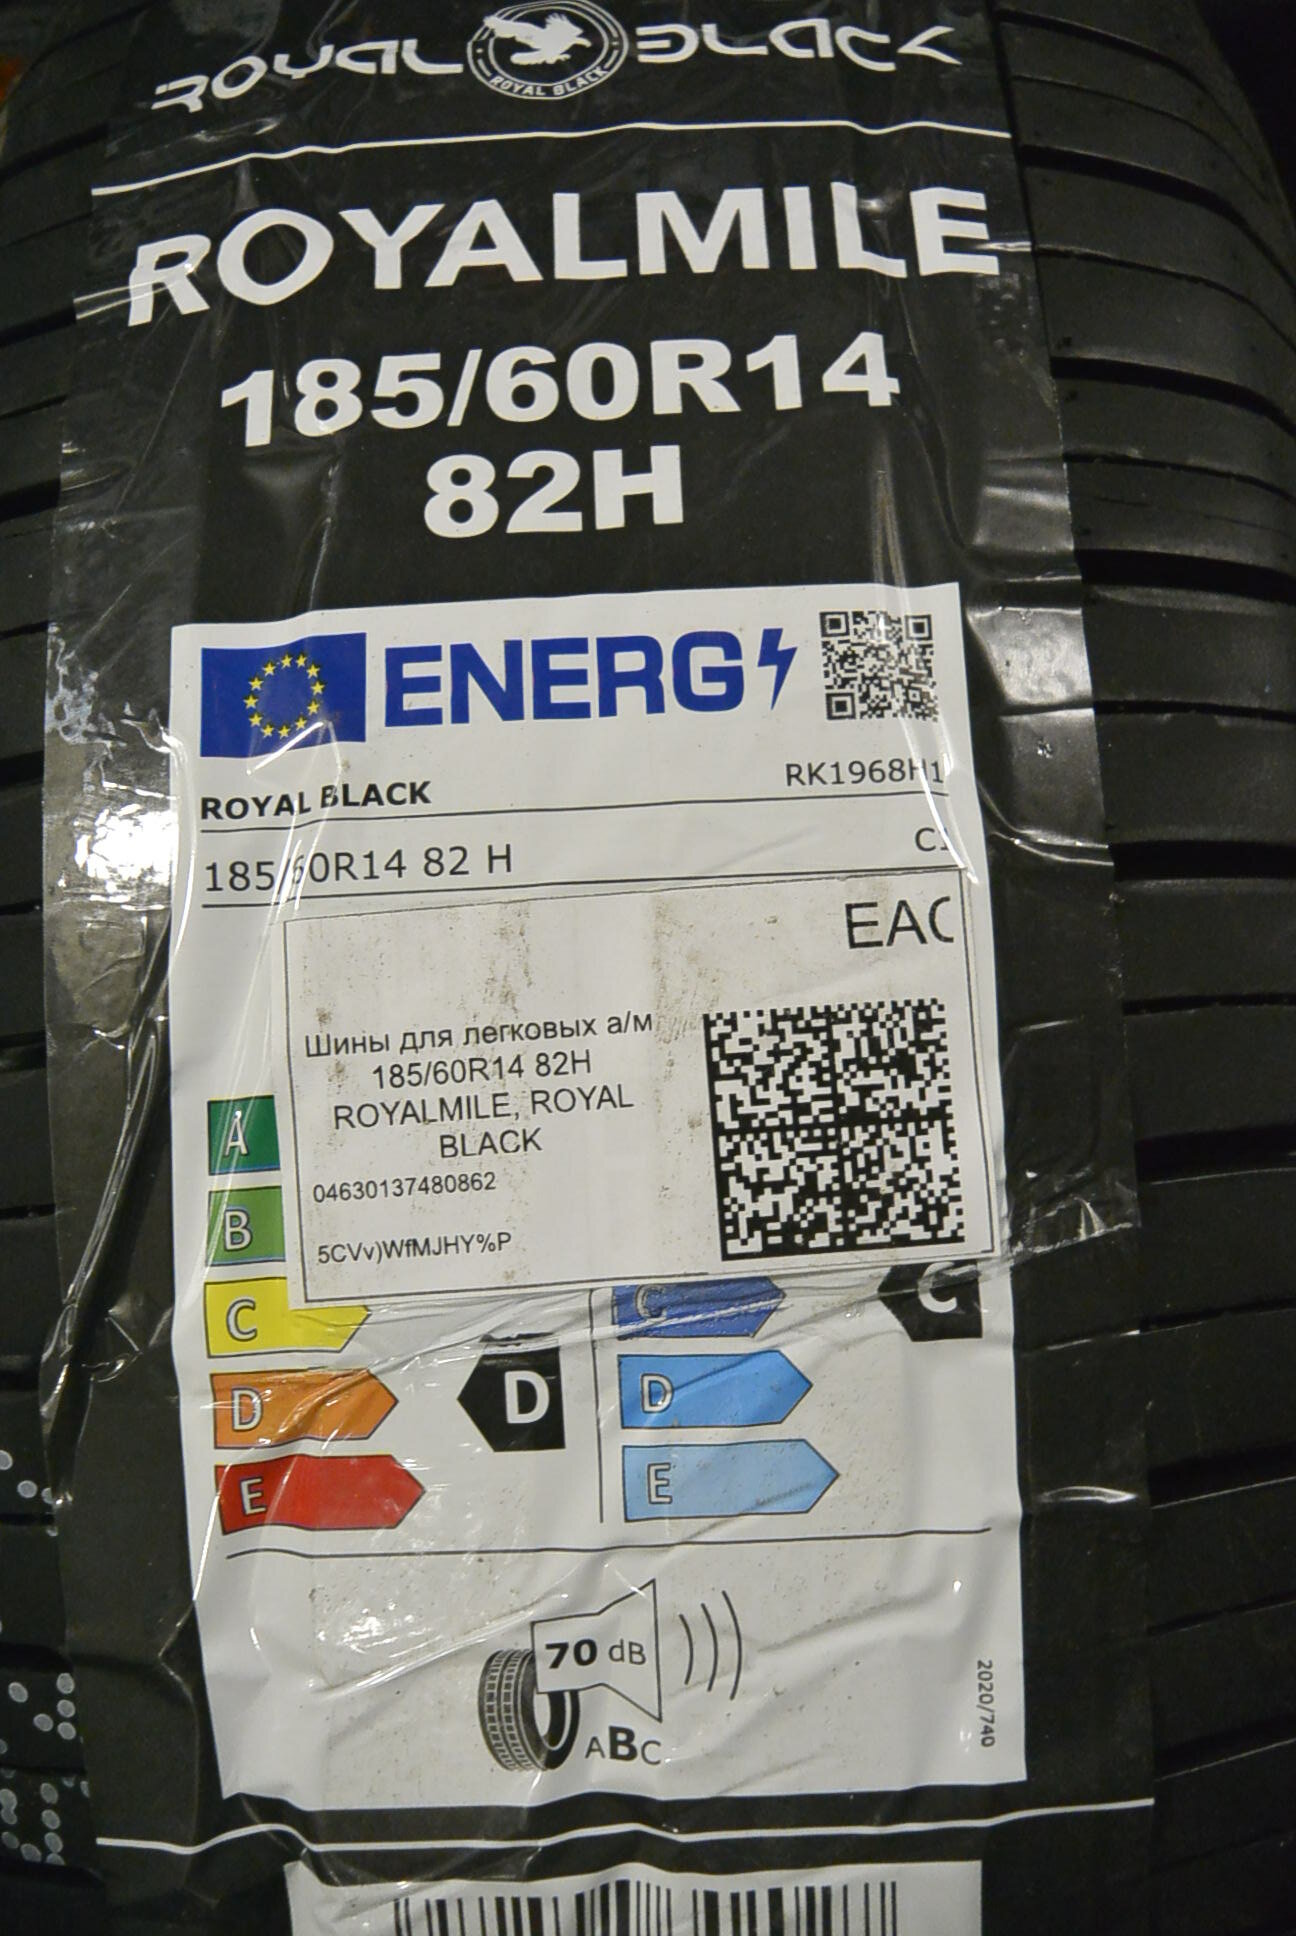 ROYAL BLACK
ROYAL BLACK
ROYALMILE
185/60R14
82H
ENERG
ROYAL BLACK
RK1968H1
185/60R14 82 H
C1
EAC
Шины для легковых а/м
185/60R14 82H
ROYALMILE, ROYAL
BLACK
04630137480862
5CVv)WfMJHY%P
A
B
C
D
E
D
C
D
E
C
70 dB
ABC
2020/740